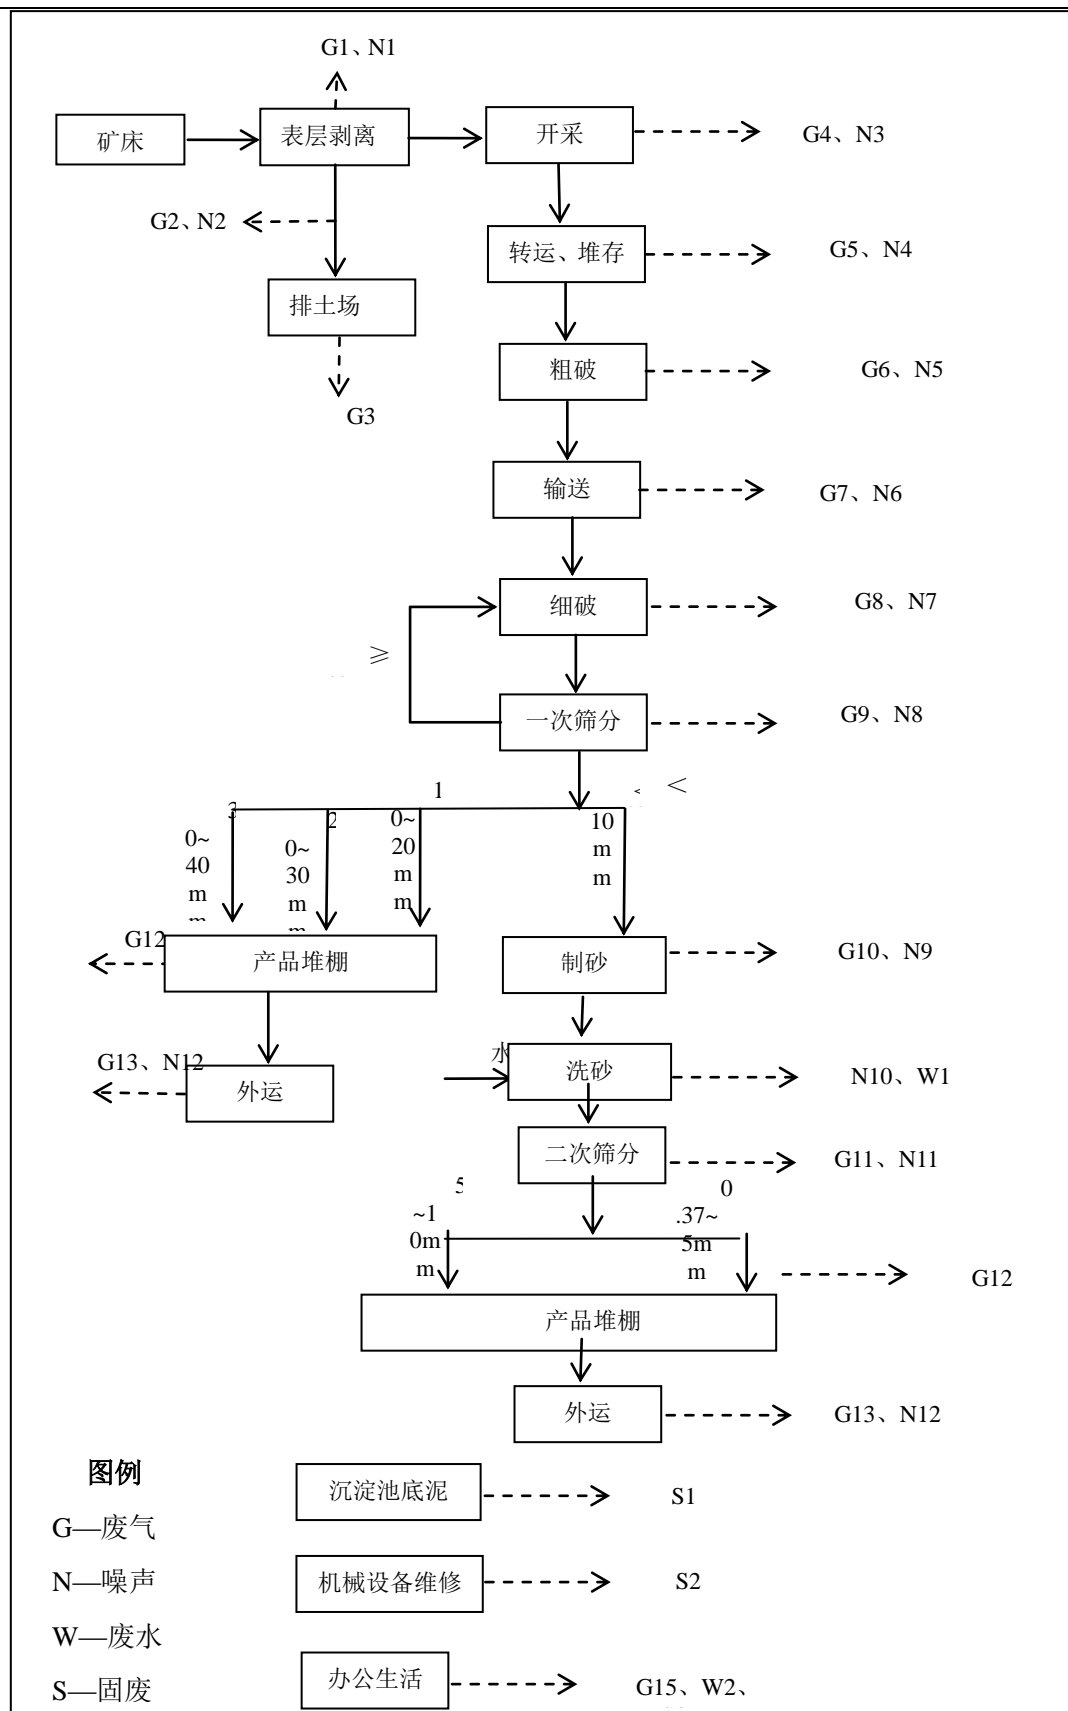 G1、N1
矿床
表层剥离
开采
G4、N3
G2、N2
转运、堆存
G5、N4
排土场
粗破
G6、N5
G3
输送
G7、N6
细破
G8、N7
≥
一次筛分
G9、N8
1
<
3
0~
40
m
2
0~
30
m
0~
20
m
m
10
m
m
G12
产品堆棚
制砂
G10、N9
水
G13、N12
外运
洗砂
N10、W1
二次筛分
G11、N11
5
~1
0m
m
0
.37~
5m
m
G12
产品堆棚
外运
G13、N12
图例
沉淀池底泥
S1
G—废气
N—噪声
机械设备维修
S2
W—废水
S—固废
办公生活
G15、W2、